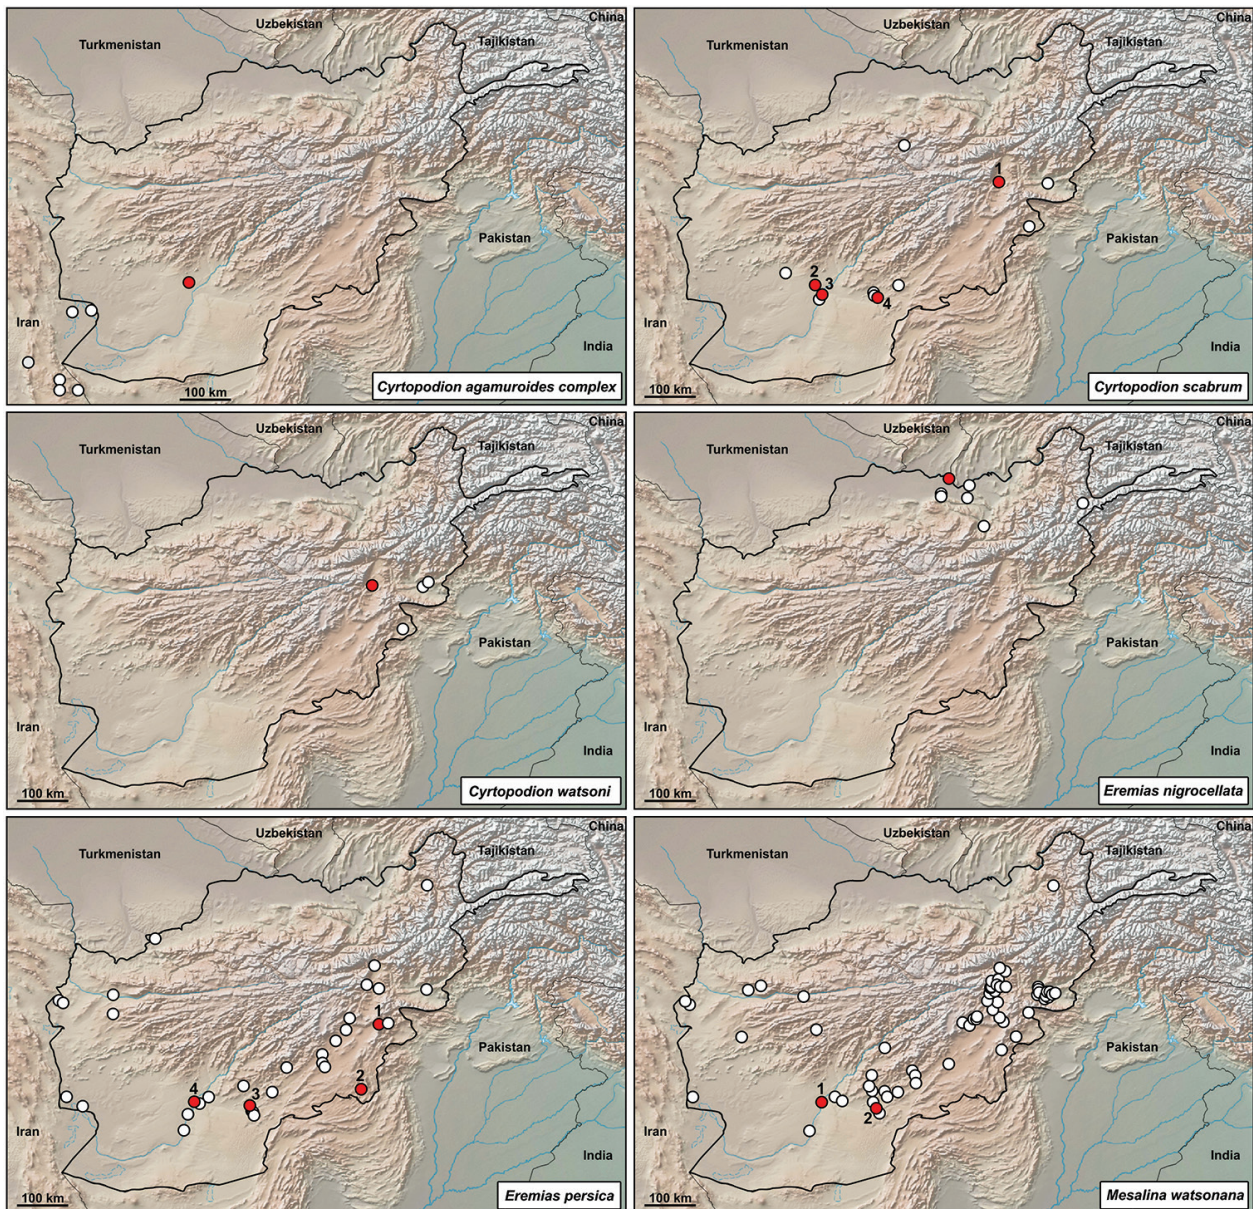 Uzbekistan
China
Turkmenistan
Tajikistan
Pakistan
Iran
India
100 km
Cyrtopodion agamuroides complex
Uzbekistan
China
Turkmenistan
Tajikistan
1
Pakistan
2
3
4
Iran
India
100 km
Cyrtopodion scabrum
Uzbekistan
China
Turkmenistan
Tajikistan
Pakistan
Iran
India
100 km
Cyrtopodion watsoni
Uzbekistan
China
Turkmenistan
Tajikistan
Pakistan
Iran
India
100 km
Eremias nigrocellata
Uzbekistan
China
Turkmenistan
Tajikistan
1
Pakistan
2
4
3
Iran
India
100 km
Eremias persica
Uzbekistan
China
Turkmenistan
Tajikistan
Pakistan
1
2
Iran
India
100 km
Mesalina watsonana